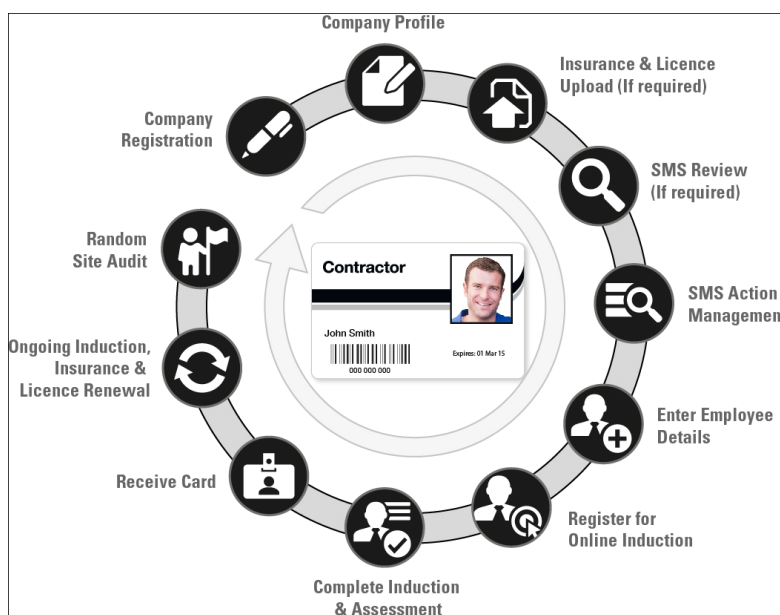 Company Profile
Insurance & Licence
Upload (If required)
SMS Review
(If required)
SMS Action
Managemen
Enter Employee
Details
Register for
Online Induction
Complete Induction
& Assessment
Receive Card
Ongoing Induction,
Insurance &
Licence Renewal
Random
Site Audit
Company
Registration
Contractor
John Smith
Expires: 01 Mar 15
000 000 000